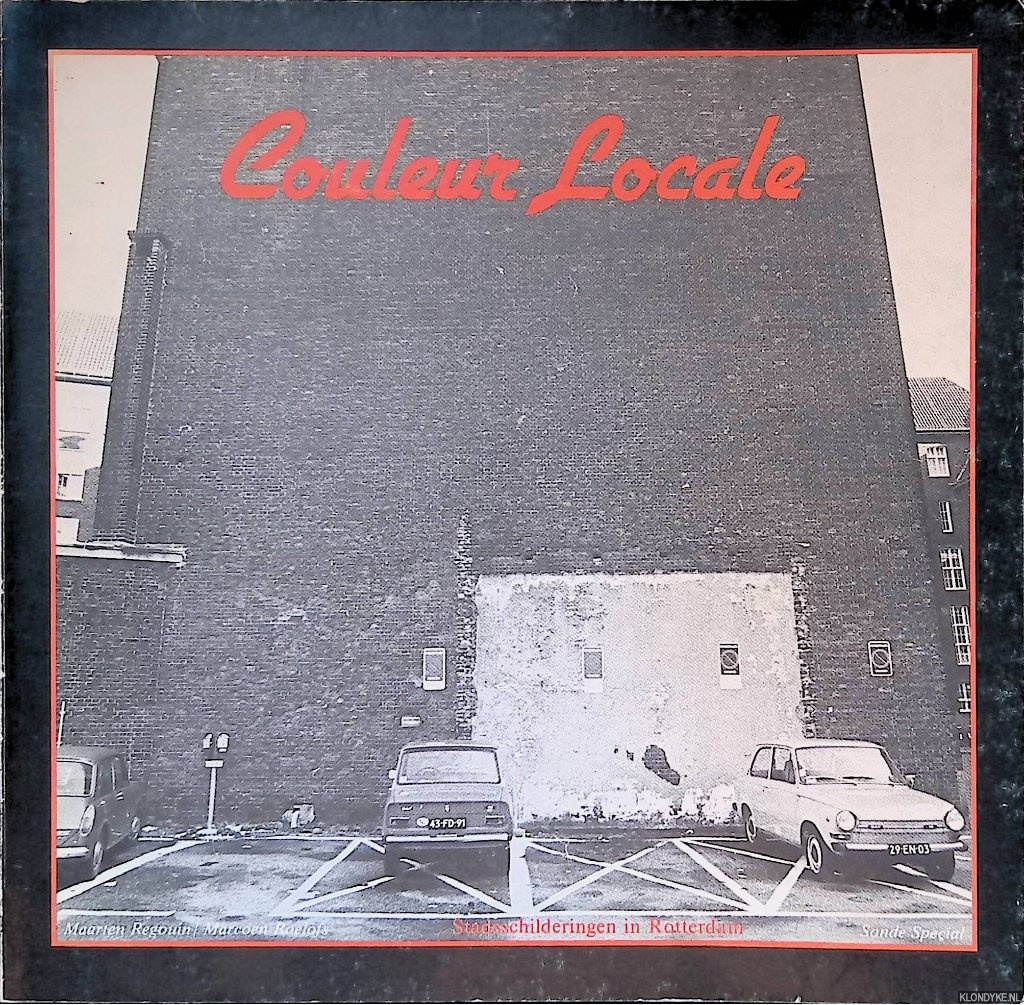 Couleur Locale
43-FD-91
29-EN-03
Maarten Regouin / Marcoen Roelofs
Stadsschilderingen in Rotterdam
Sonde Special
KLONDYKE.NL